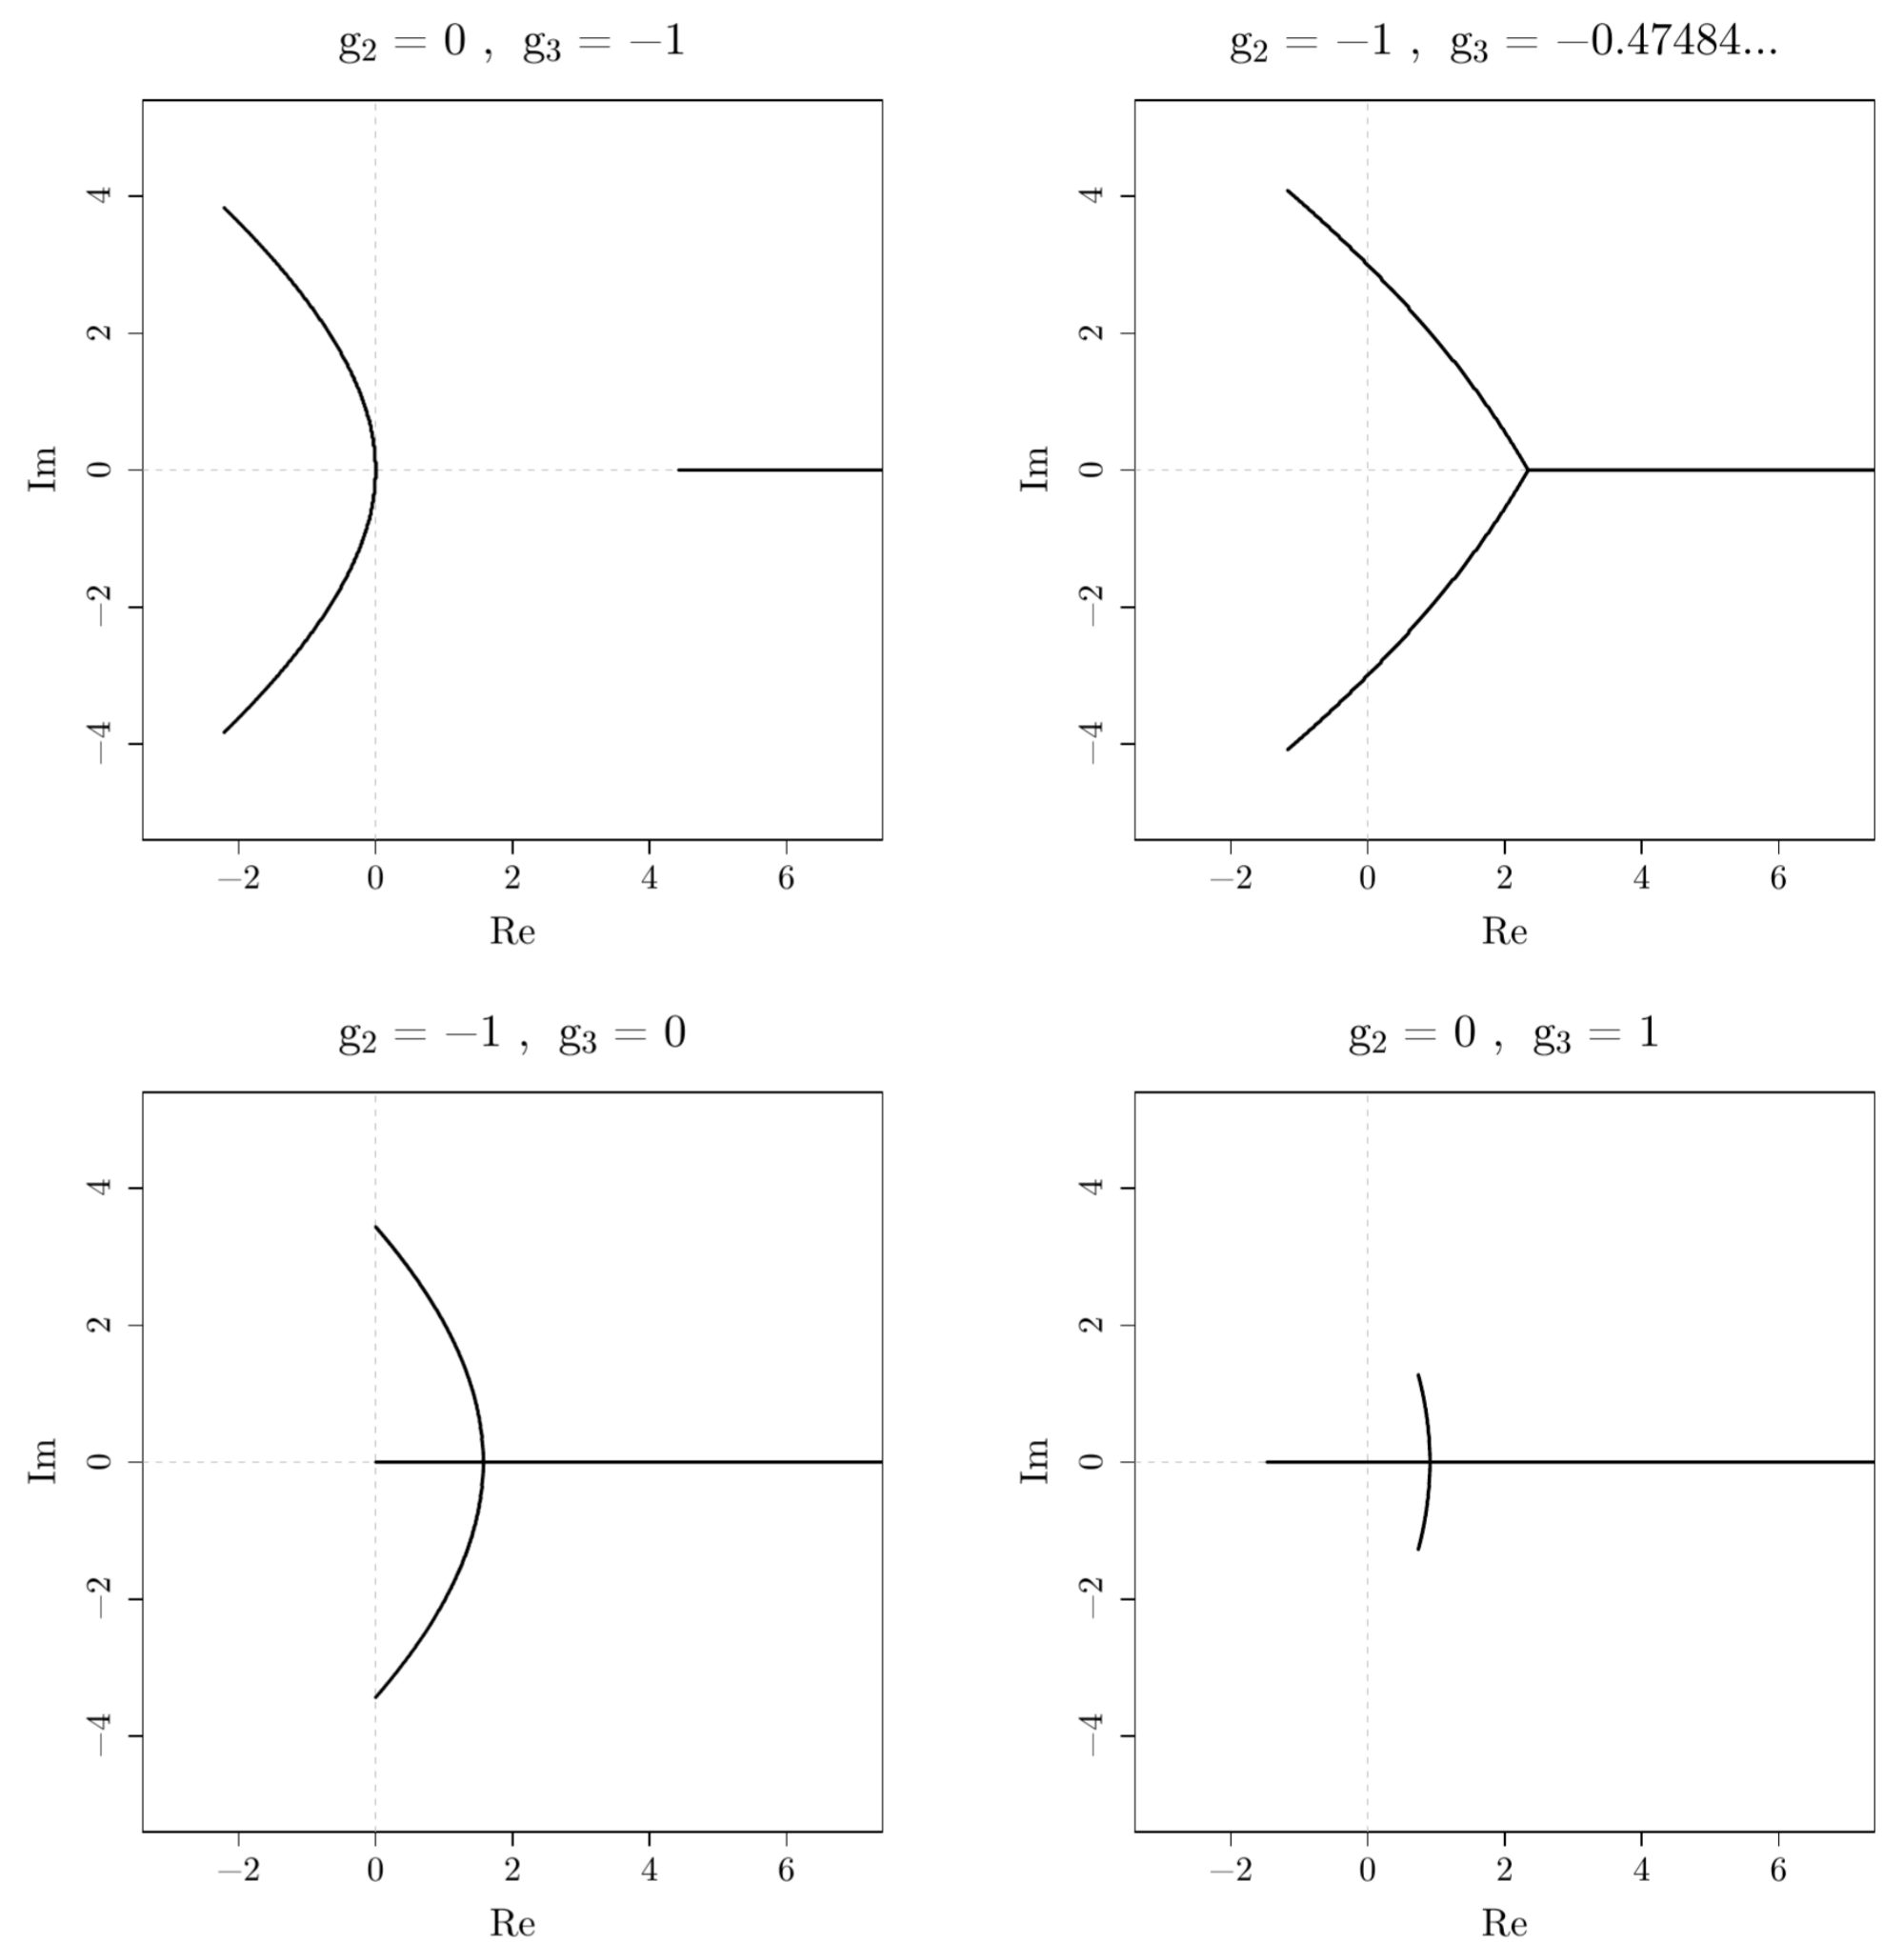 g₂ = 0 , g₃ = −1
g₂ = −1 , g₃ = −0.47484...
Im
4
2
0
−2
−4
−2 0 2 4 6
Re
Im
4
2
0
−2
−4
−2 0 2 4 6
Re
g₂ = −1 , g₃ = 0
g₂ = 0 , g₃ = 1
Im
4
2
0
−2
−4
−2 0 2 4 6
Re
Im
4
2
0
−2
−4
−2 0 2 4 6
Re